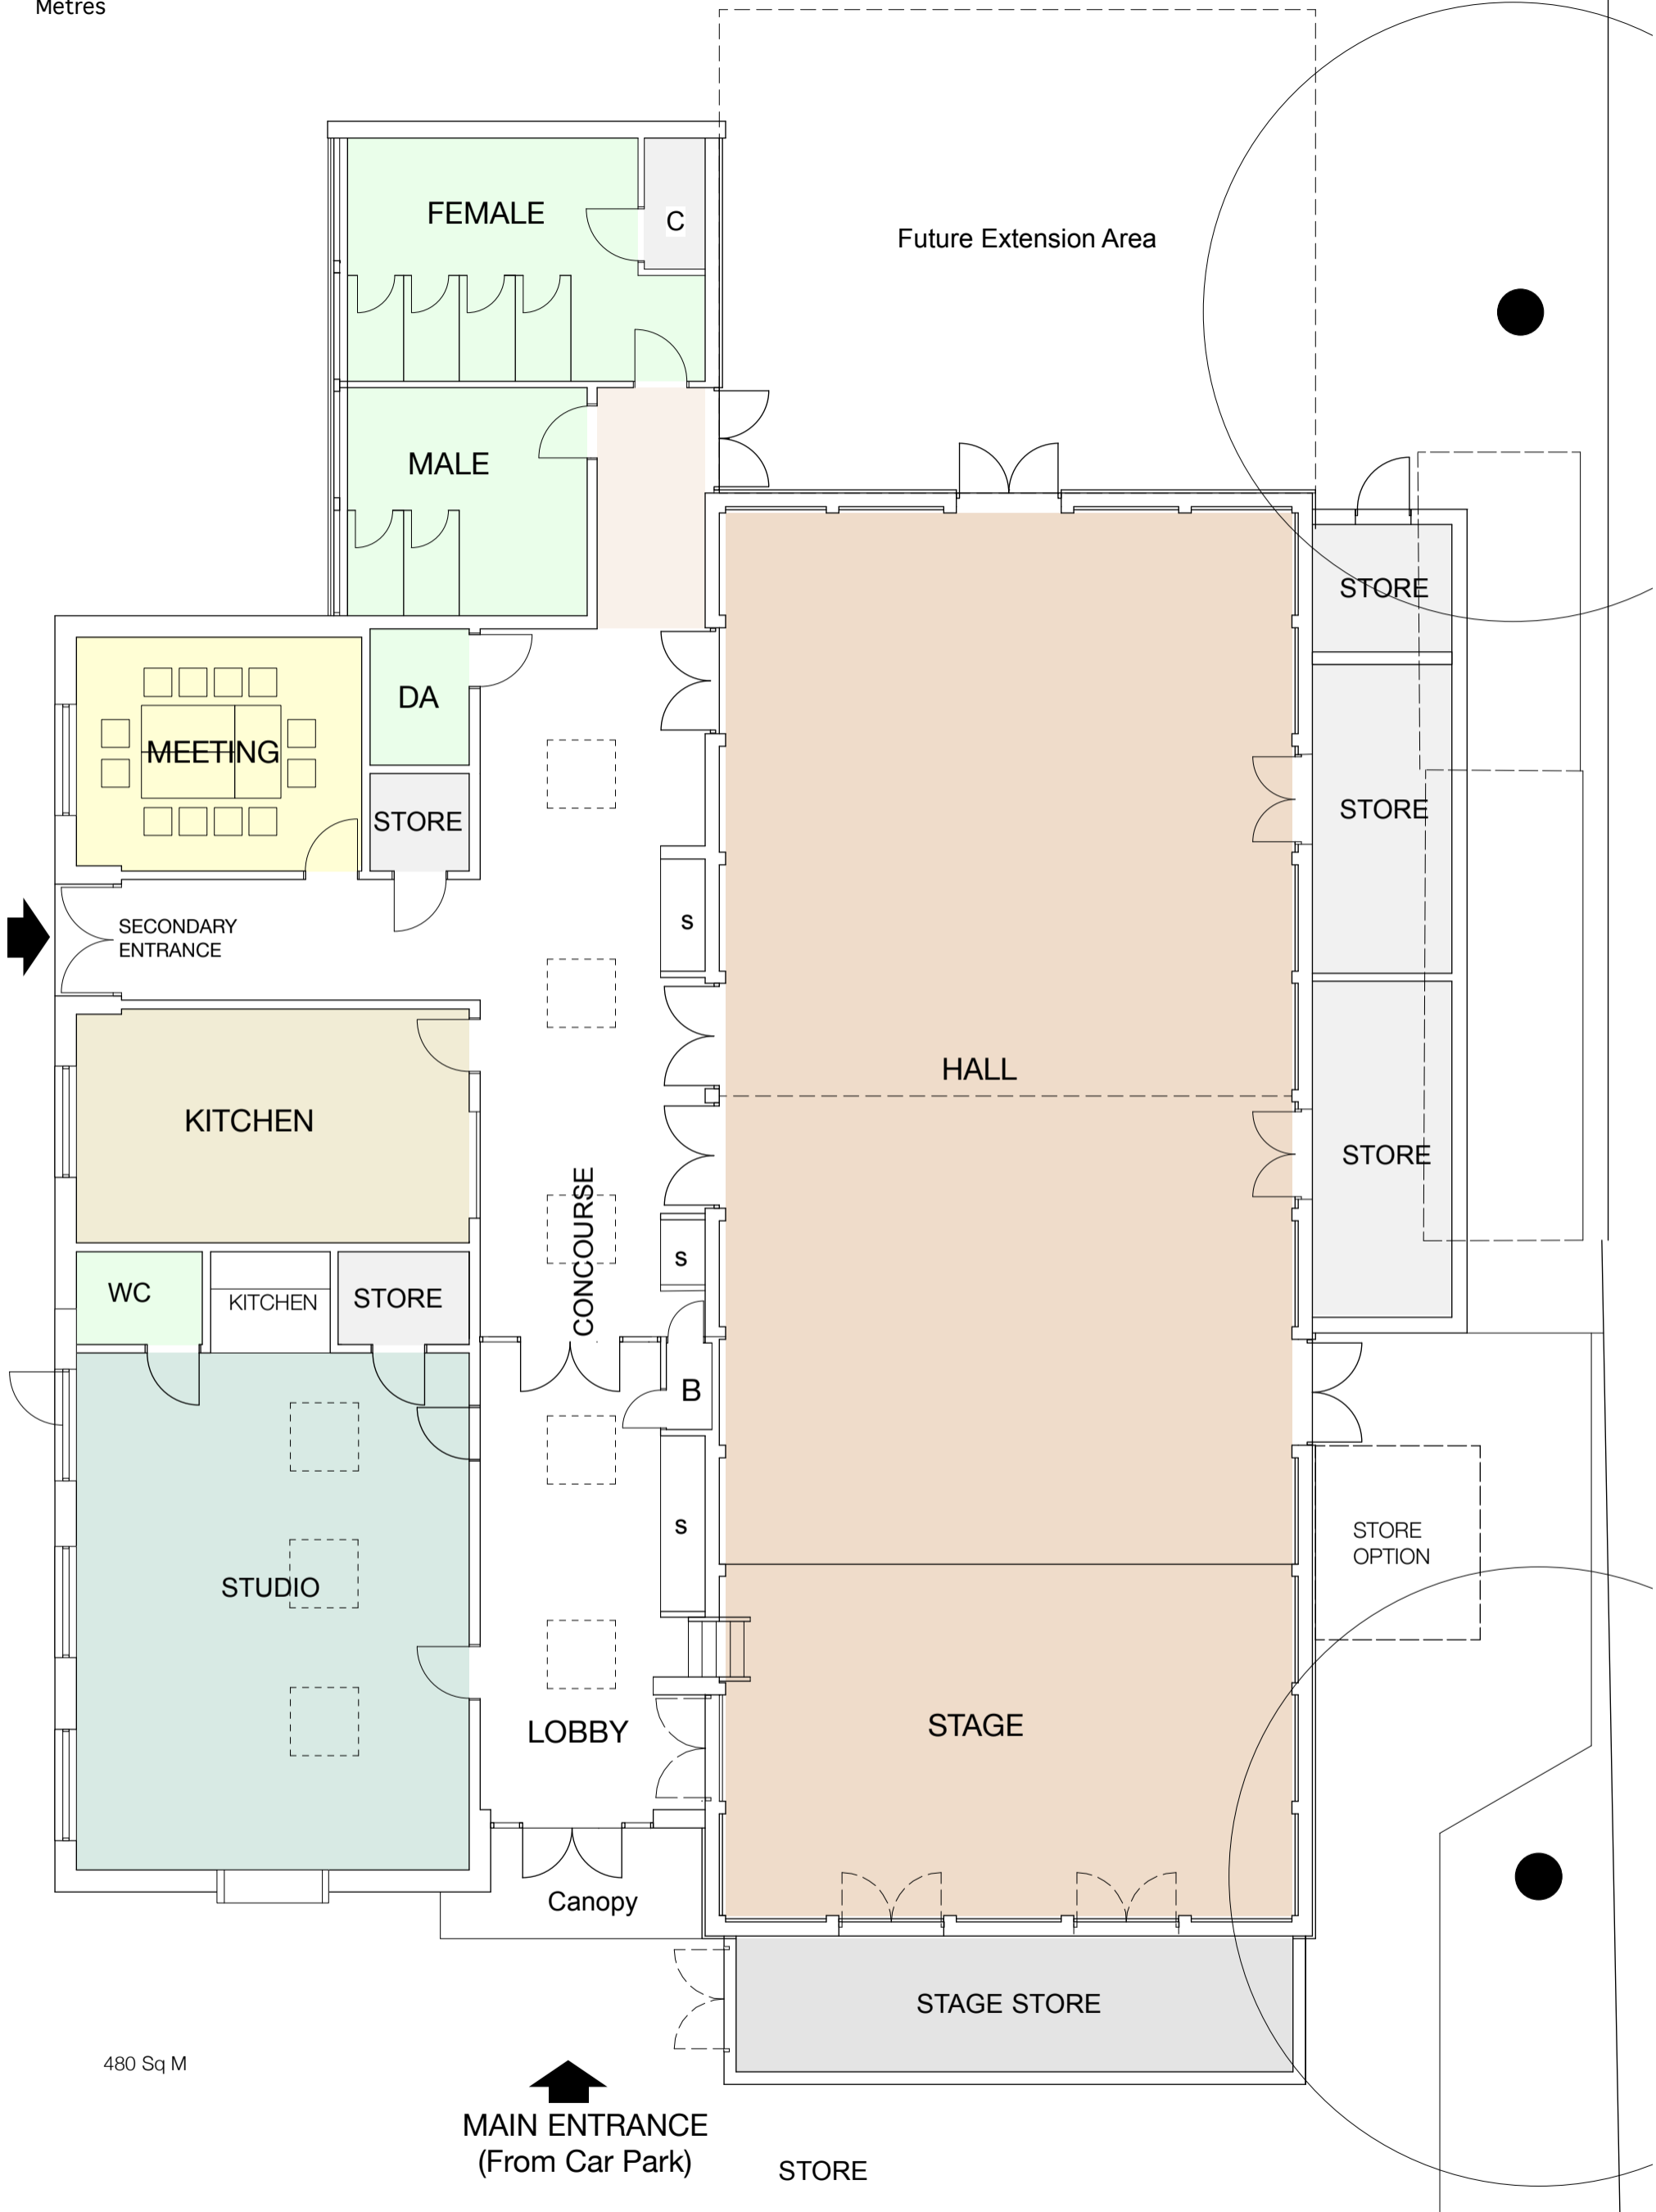 Metres
FEMALE
C
Future Extension Area
MALE
STORE
DA
MEETING
STORE
STORE
s
SECONDARY
ENTRANCE
HALL
KITCHEN
STORE
CONCOURSE
s
WC
KITCHEN
STORE
B
s
STORE
OPTION
STUDIO
LOBBY
STAGE
Canopy
STAGE STORE
480 Sq M
MAIN ENTRANCE
(From Car Park)
STORE